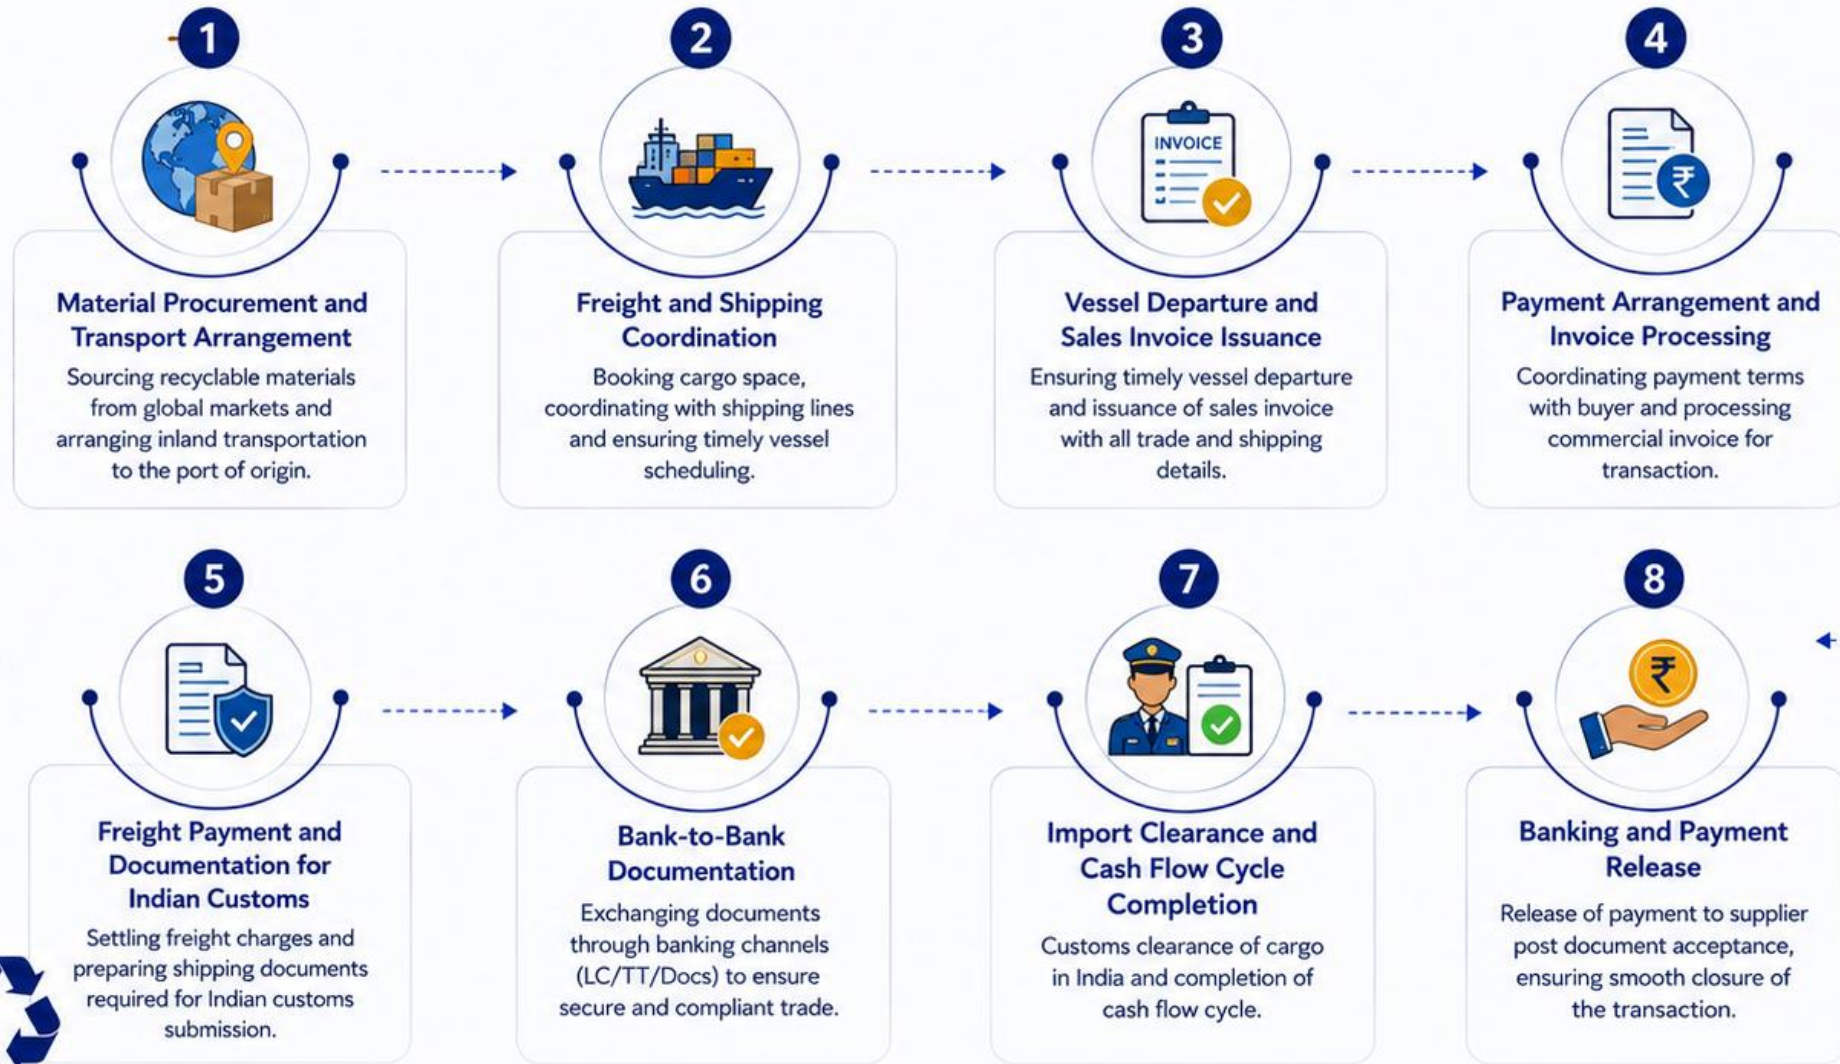 1
2
3
4
INVOICE
₹
Material Procurement and
Transport Arrangement
Sourcing recyclable materials
from global markets and
arranging inland transportation
to the port of origin.
Freight and Shipping
Coordination
Booking cargo space,
coordinating with shipping lines
and ensuring timely vessel
scheduling.
Vessel Departure and
Sales Invoice Issuance
Ensuring timely vessel departure
and issuance of sales invoice
with all trade and shipping
details.
Payment Arrangement and
Invoice Processing
Coordinating payment terms
with buyer and processing
commercial invoice for
transaction.
5
6
7
8
₹
Freight Payment and
Documentation for
Indian Customs
Settling freight charges and
preparing shipping documents
required for Indian customs
submission.
Bank-to-Bank
Documentation
Exchanging documents
through banking channels
(LC/TT/Docs) to ensure
secure and compliant trade.
Import Clearance and
Cash Flow Cycle
Completion
Customs clearance of cargo
in India and completion of
cash flow cycle.
Banking and Payment
Release
Release of payment to supplier
post document acceptance,
ensuring smooth closure of
the transaction.